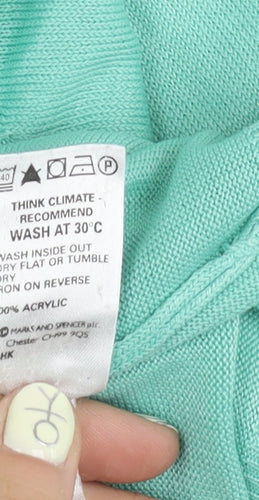 40 P
THINK CLIMATE -
RECOMMEND
WASH AT 30°C
WASH INSIDE OUT
DRY FLAT OR TUMBLE
DRY
IRON ON REVERSE
100% ACRYLIC
© MARKS AND SPENCER plc
Chester CH99 9QS
HK